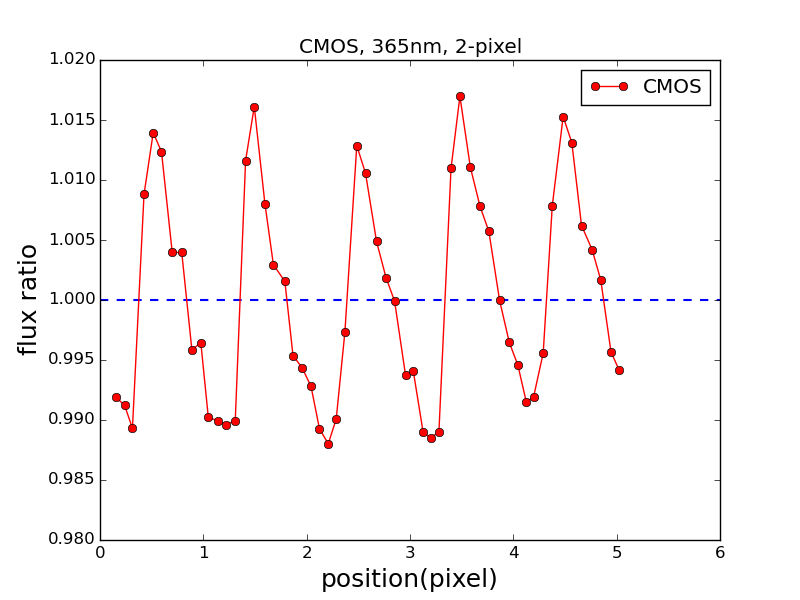 CMOS, 365nm, 2-pixel
CMOS
flux ratio
1.020
1.015
1.010
1.005
1.000
0.995
0.990
0.985
0.980
0 1 2 3 4 5 6
position(pixel)